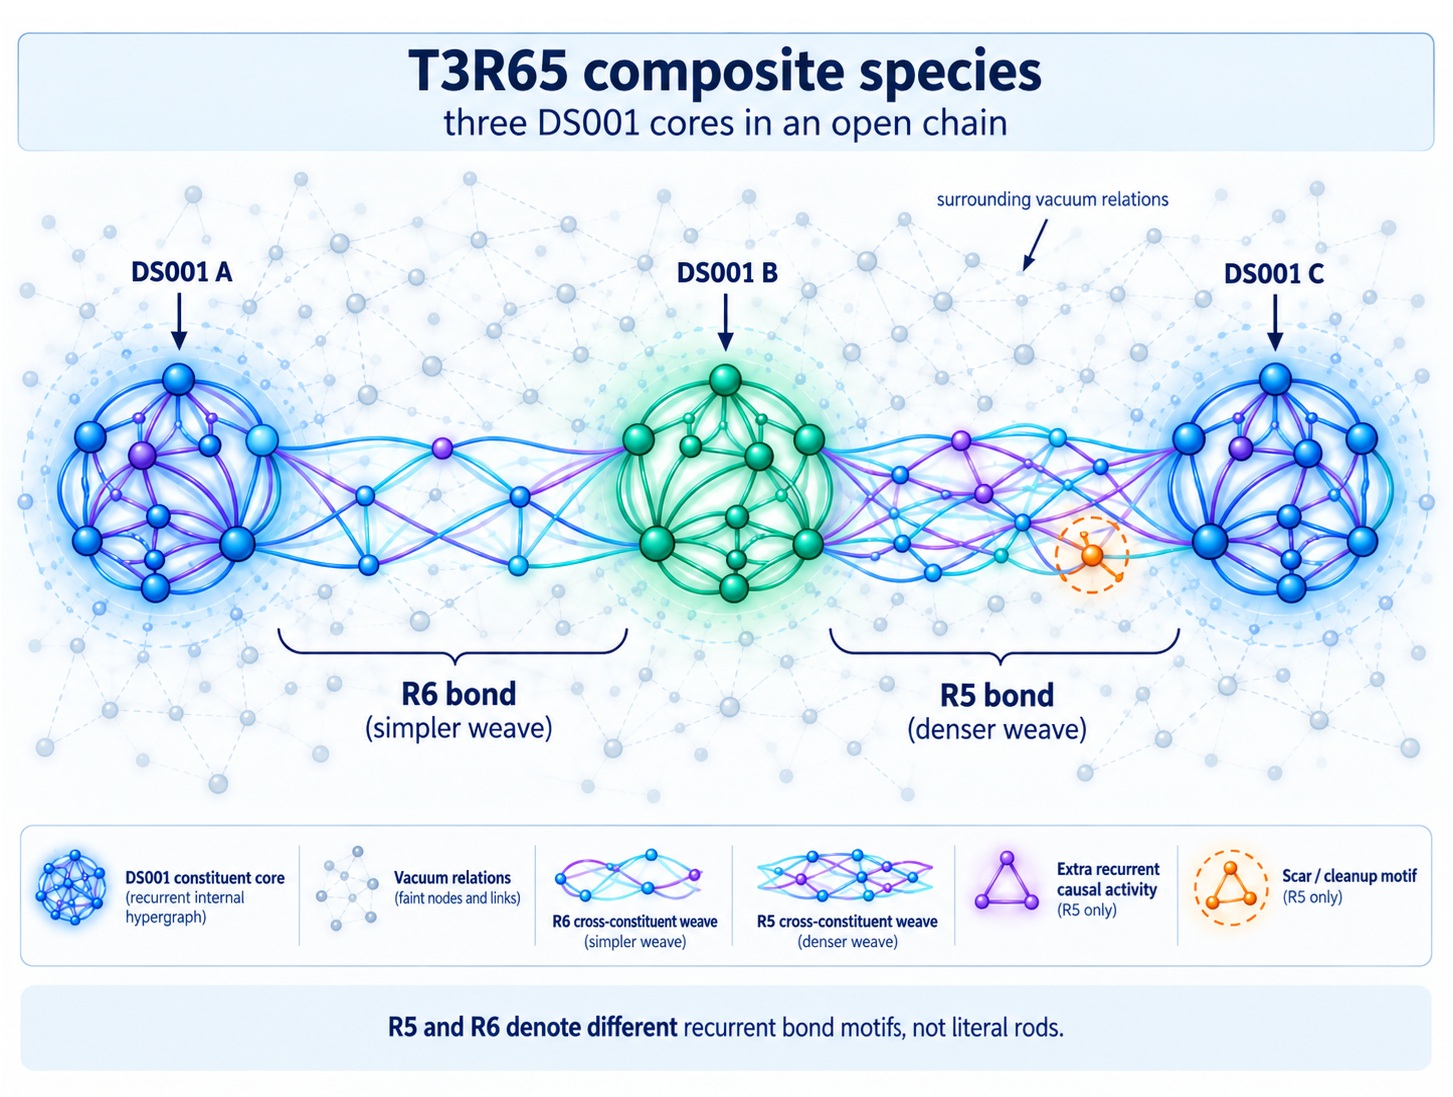 T3R65 composite species
three DS001 cores in an open chain
surrounding vacuum relations
DS001 A
DS001 B
DS001 C
R6 bond
(simpler weave)
R5 bond
(denser weave)
DS001 constituent core
(recurrent internal
hypergraph)
Vacuum relations
(faint nodes and links)
R6 cross-constituent weave
(simpler weave)
R5 cross-constituent weave
(denser weave)
Extra recurrent
causal activity
(R5 only)
Scar / cleanup motif
(R5 only)
R5 and R6 denote different recurrent bond motifs, not literal rods.